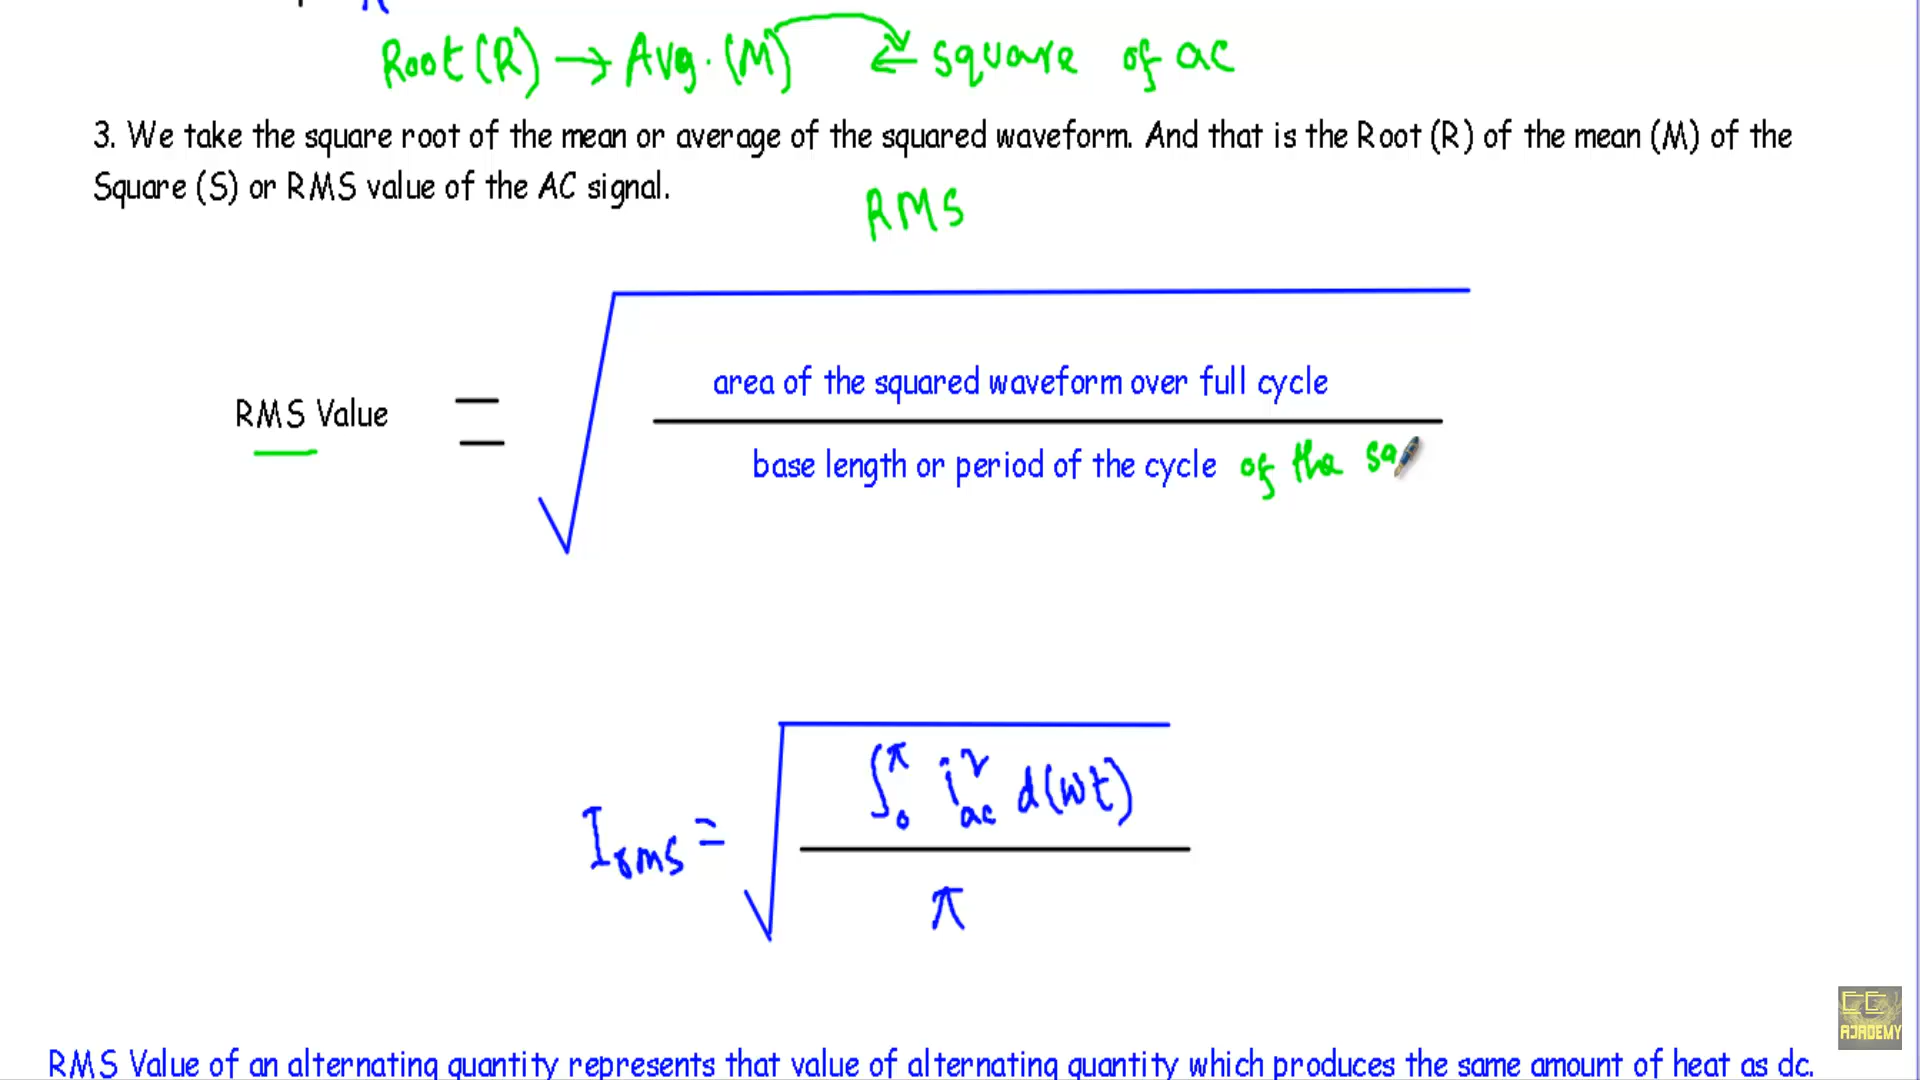 Root (R) → Avg. (M) ← square of ac
3. We take the square root of the mean or average of the squared waveform. And that is the Root (R) of the mean (M) of the
Square (S) or RMS value of the AC signal.
RMS
area of the squared waveform over full cycle
RMS Value =
base length or period of the cycle of the sq
∫₀^π i²ac d(ωt)
Irms =
π
EE
AJADEMY
RMS Value of an alternating quantity represents that value of alternating quantity which produces the same amount of heat as dc.